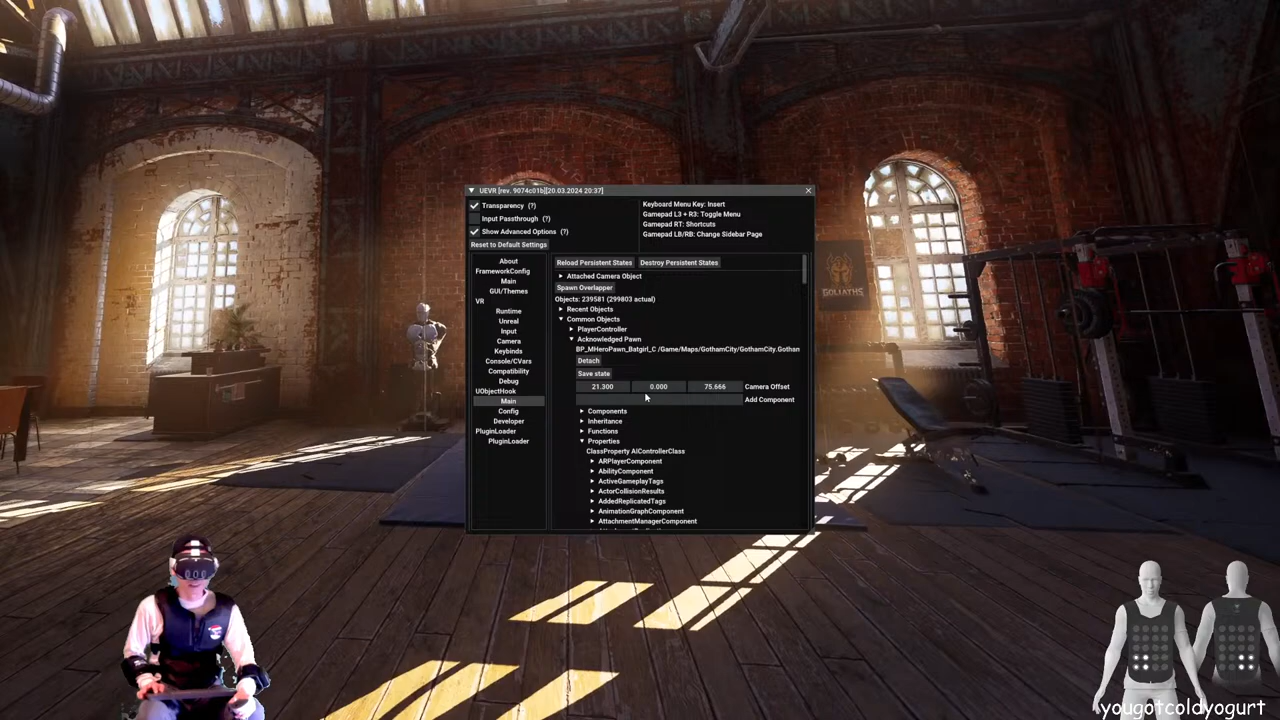 UEVR [rev. 9074c01b][20.03.2024 20:37]
Transparency (?)
Input Passthrough (?)
Show Advanced Options (?)
Reset to Default Settings
Keyboard Menu Key: Insert
Gamepad L3 + R3: Toggle Menu
Gamepad RT: Shortcuts
Gamepad LB/RB: Change Sidebar Page
About
FrameworkConfig
Main
GUI/Themes
VR
Runtime
Unreal
Input
Camera
Keybinds
Console/CVars
Compatibility
Debug
UObjectHook
Main
Config
Developer
PluginLoader
PluginLoader
Reload Persistent States Destroy Persistent States
Attached Camera Object
Spawn Overlapper
Objects: 239581 (299803 actual)
Recent Objects
Common Objects
PlayerController
Acknowledged Pawn
BP_MHeroPawn_Batgirl_C /Game/Maps/GothamCity/GothamCity.Gothan
Detach
Save state
21.300 0.000 75.666 Camera Offset
Add Component
Components
Inheritance
Functions
Properties
ClassProperty AIControllerClass
ARPlayerComponent
AbilityComponent
ActiveGameplayTags
ActorCollisionResults
AddedReplicatedTags
AnimationGraphComponent
AttachmentManagerComponent
GOLIATHS
yougotcoldyogurt